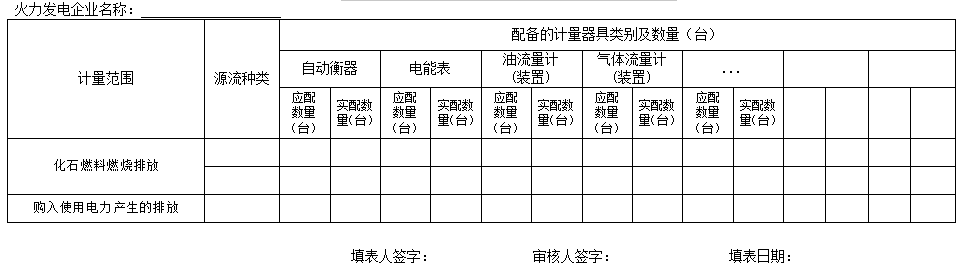 火力发电企业名称：
配备的计量器具类别及数量（台）
计量范围
源流种类
自动衡器
电能表
油流量计
(装置)
气体流量计
(装置)
...
应配
数量
（台）
实配数
量（台）
应配
数量
（台）
实配数
量（台）
应配
数量
（台）
实配数
量（台）
应配
数量
（台）
实配数
量（台）
应配
数量
（台）
实配数
量（台）
化石燃料燃烧排放
购入使用电力产生的排放
填表人签字：
审核人签字：
填表日期：